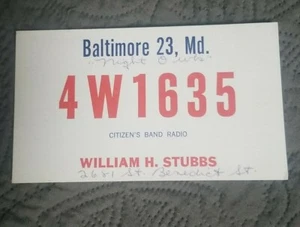 Baltimore 23, Md.
"Night Owls"
4W1635
CITIZEN'S BAND RADIO
WILLIAM H. STUBBS
2681 St. Benedict St.